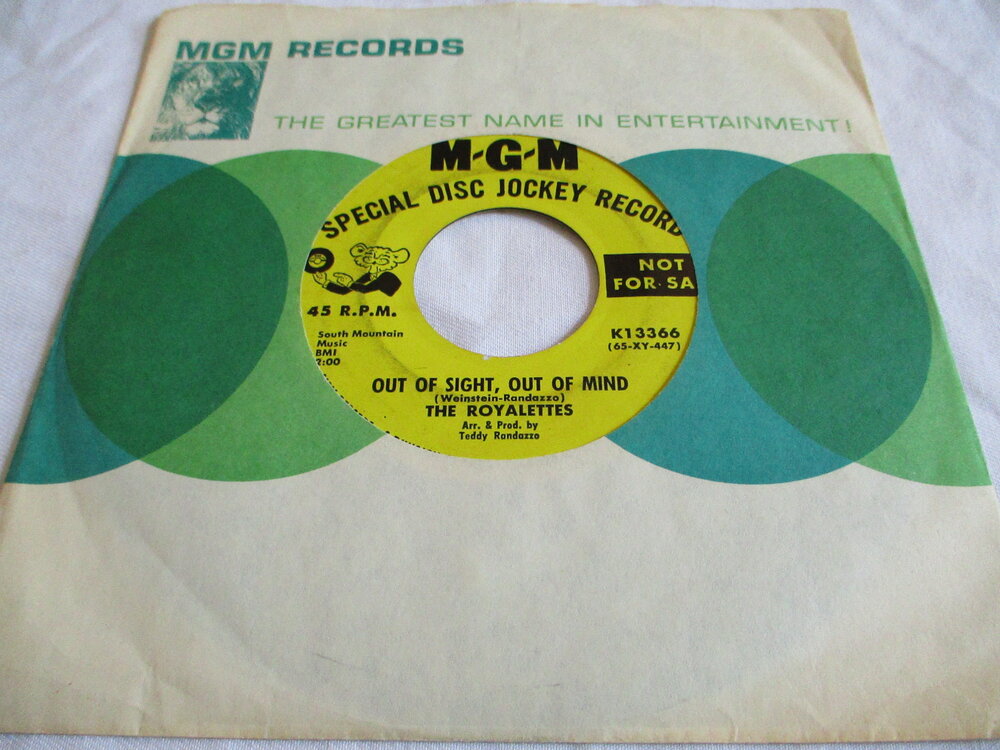 MGM RECORDS
THE GREATEST NAME IN ENTERTAINMENT!
M-G-M
SPECIAL DISC JOCKEY RECORD
NOT
FOR SA
45 R.P.M.
South Mountain
Music
BMI
2:00
K13366
(65-XY-447)
OUT OF SIGHT, OUT OF MIND
(Weinstein-Randazzo)
THE ROYALETTES
Arr. & Prod. by
Teddy Randazzo